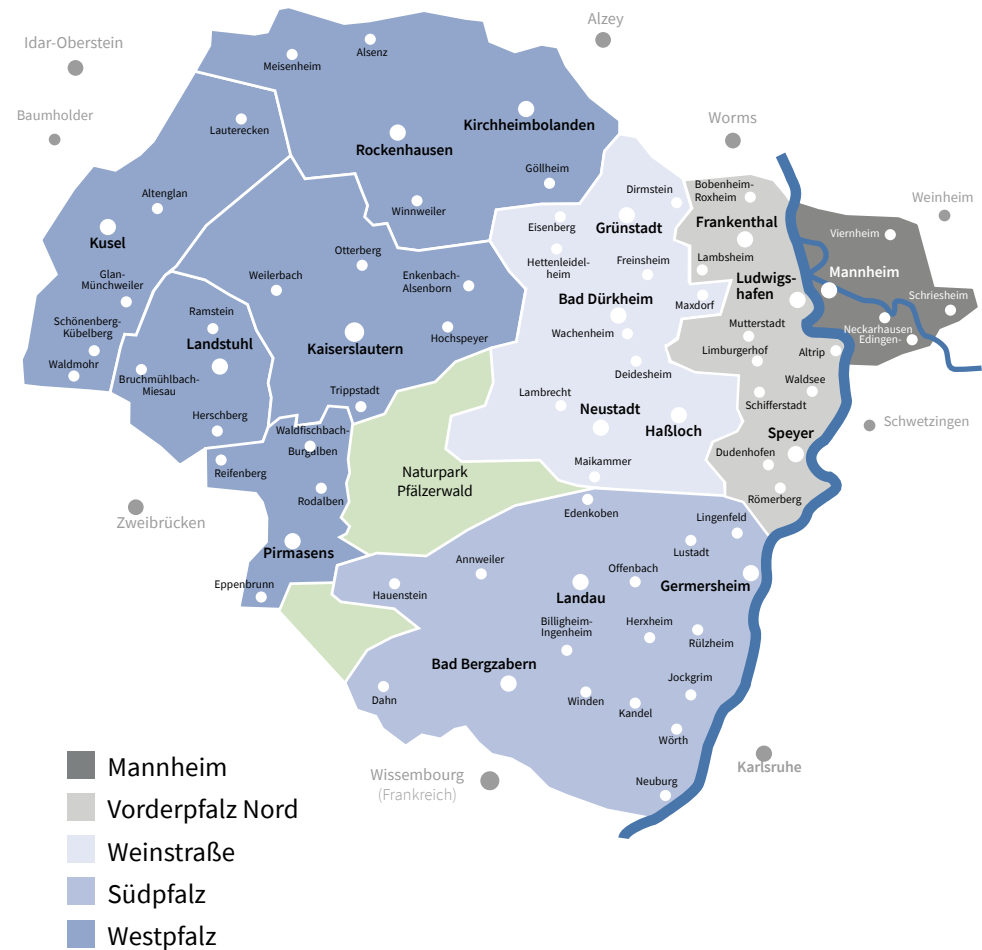 Alzey
Idar-Oberstein
Alsenz
Meisenheim
Baumholder
Worms
Lauterecken
Kirchheimbolanden
Rockenhausen
Göllheim
Dirmstein
Bobenheim-
Roxheim
Altenglan
Weinheim
Winnweiler
Eisenberg
Grünstadt
Frankenthal
Viernheim
Kusel
Otterberg
Hettenleidel-
heim
Freinsheim
Lambsheim
Glan-
Münchweiler
Weilerbach
Enkenbach-
Alsenborn
Ludwigs-
hafen
Mannheim
Bad Dürkheim
Maxdorf
Schriesheim
Ramstein
Schönenberg-
Kübelberg
Mutterstadt
Neckarhausen
Edingen-
Landstuhl
Kaiserslautern
Hochspeyer
Wachenheim
Limburgerhof
Altrip
Waldmohr
Bruchmühlbach-
Miesau
Deidesheim
Waldsee
Trippstadt
Lambrecht
Schifferstadt
Herschberg
Neustadt
Haßloch
Schwetzingen
Waldfischbach-
Burgalben
Speyer
Dudenhofen
Maikammer
Reifenberg
Naturpark
Pfälzerwald
Rodalben
Römerberg
Zweibrücken
Edenkoben
Lingenfeld
Pirmasens
Lustadt
Annweiler
Offenbach
Eppenbrunn
Hauenstein
Landau
Germersheim
Billigheim-
Ingenheim
Herxheim
Rülzheim
Bad Bergzabern
Jockgrim
Dahn
Winden
Kandel
Wörth
Karlsruhe
Wissembourg
(Frankreich)
Neuburg
Mannheim
Vorderpfalz Nord
Weinstraße
Südpfalz
Westpfalz